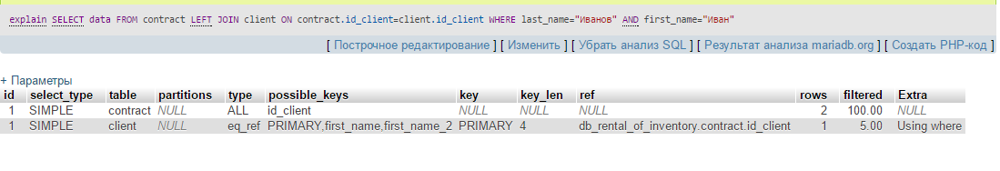 explain SELECT data FROM contract LEFT JOIN client ON contract.id_client=client.id_client WHERE last_name="Иванов" AND first_name="Иван"
[ Построчное редактирование ] [ Изменить ] [ Убрать анализ SQL ] [ Результат анализа mariadb.org ] [ Создать PHP-код ]
+ Параметры
id select_type table partitions type possible_keys key key_len ref rows filtered Extra
1 SIMPLE contract NULL ALL id_client NULL NULL NULL 2 100.00 NULL
1 SIMPLE client NULL eq_ref PRIMARY,first_name,first_name_2 PRIMARY 4 db_rental_of_inventory.contract.id_client 1 5.00 Using where